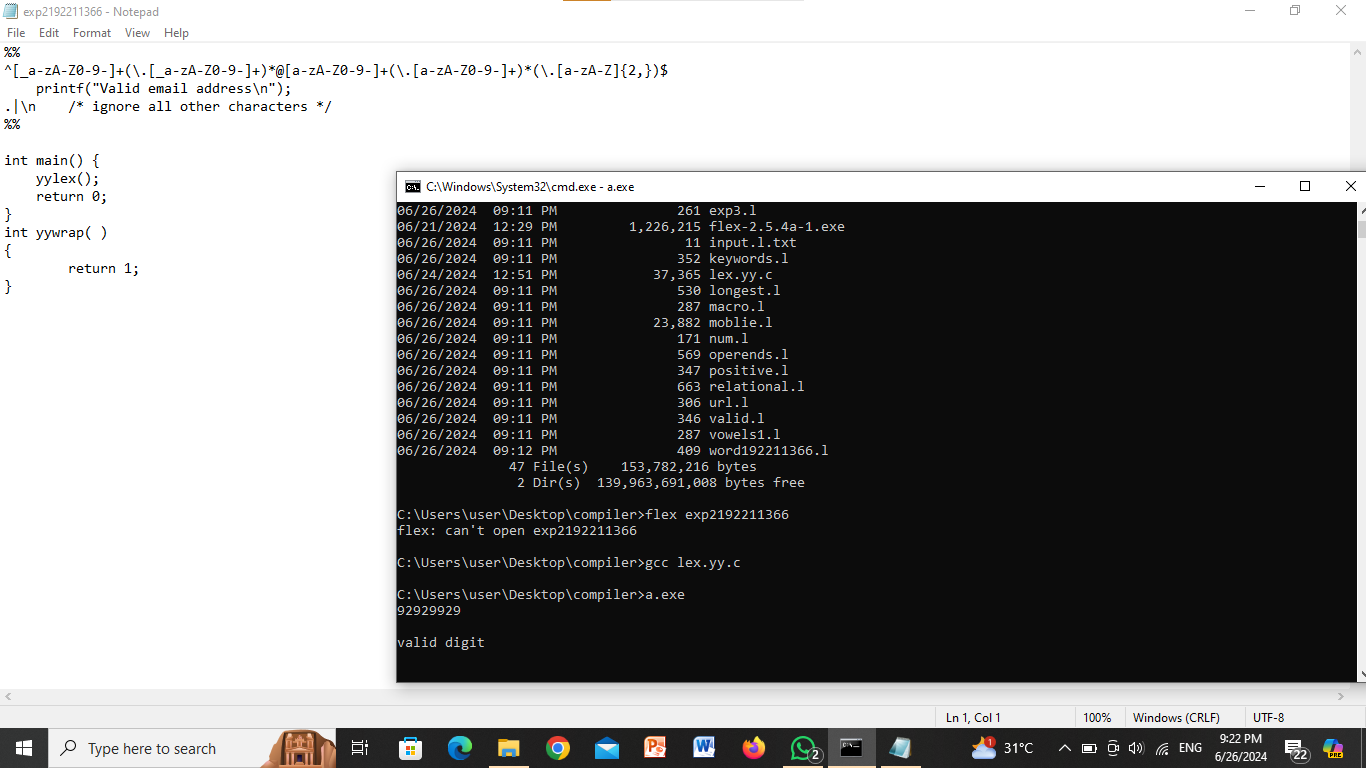 exp2192211366 - Notepad
File Edit Format View Help
%%
^[_a-zA-Z0-9-]+(\.[_a-zA-Z0-9-]+)*@[a-zA-Z0-9-]+(\.[a-zA-Z0-9-]+)*(\.[a-zA-Z]{2,})$
    printf("Valid email address\n");
.|\n    /* ignore all other characters */
%%
int main() {
    yylex();
    return 0;
}
int yywrap( )
{
        return 1;
}
C:\Windows\System32\cmd.exe - a.exe
06/26/2024  09:11 PM               261 exp3.l
06/21/2024  12:29 PM         1,226,215 flex-2.5.4a-1.exe
06/26/2024  09:11 PM                11 input.l.txt
06/26/2024  09:11 PM               352 keywords.l
06/24/2024  12:51 PM            37,365 lex.yy.c
06/26/2024  09:11 PM               530 longest.l
06/26/2024  09:11 PM               287 macro.l
06/26/2024  09:11 PM            23,882 moblie.l
06/26/2024  09:11 PM               171 num.l
06/26/2024  09:11 PM               569 operends.l
06/26/2024  09:11 PM               347 positive.l
06/26/2024  09:11 PM               663 relational.l
06/26/2024  09:11 PM               306 url.l
06/26/2024  09:11 PM               346 valid.l
06/26/2024  09:11 PM               287 vowels1.l
06/26/2024  09:12 PM               409 word192211366.l
              47 File(s)    153,782,216 bytes
               2 Dir(s)  139,963,691,008 bytes free
C:\Users\user\Desktop\compiler>flex exp2192211366
flex: can't open exp2192211366
C:\Users\user\Desktop\compiler>gcc lex.yy.c
C:\Users\user\Desktop\compiler>a.exe
92929929
valid digit
Ln 1, Col 1 100% Windows (CRLF) UTF-8
Type here to search
2
1
31°C
ENG
9:22 PM
6/26/2024
22
PRE